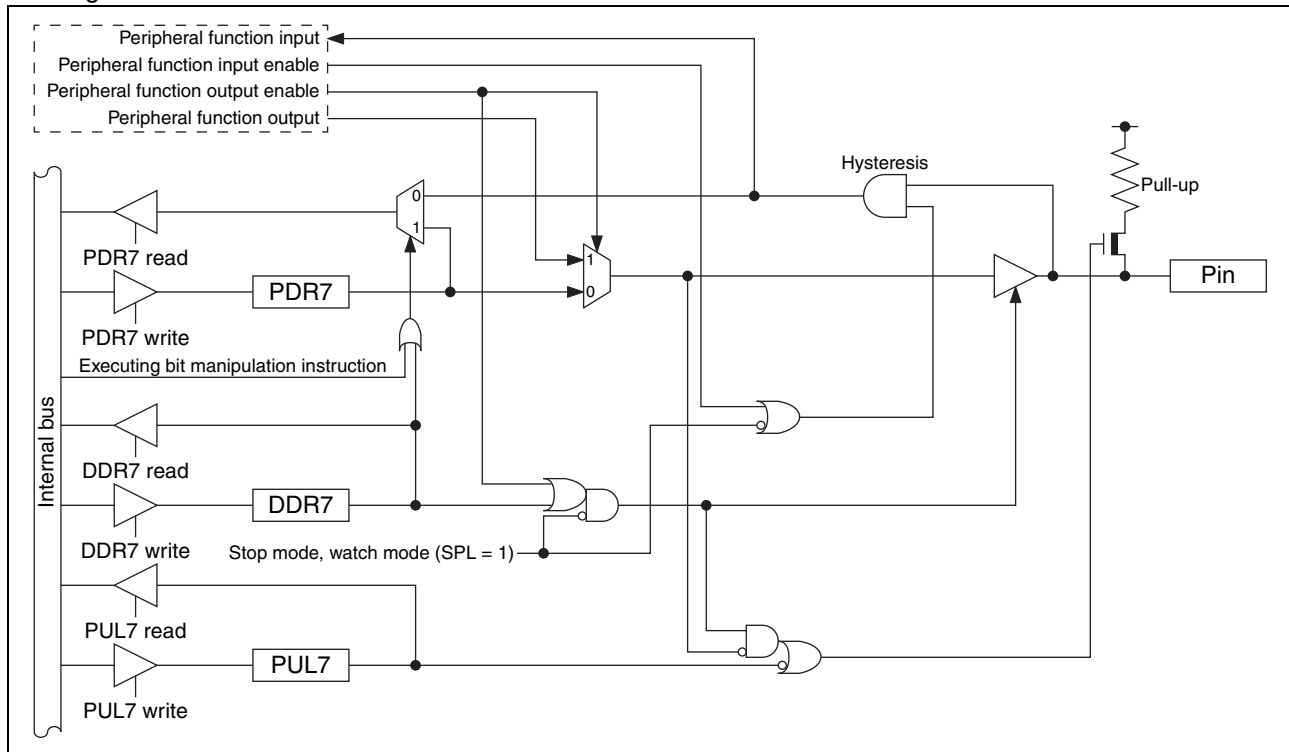 Peripheral function input
Peripheral function input enable
Peripheral function output enable
Peripheral function output
Hysteresis
Pull-up
0
1
PDR7 read
1
0
PDR7
Pin
PDR7 write
Executing bit manipulation instruction
Internal bus
DDR7 read
DDR7
DDR7 write
Stop mode, watch mode (SPL = 1)
PUL7 read
PUL7
PUL7 write